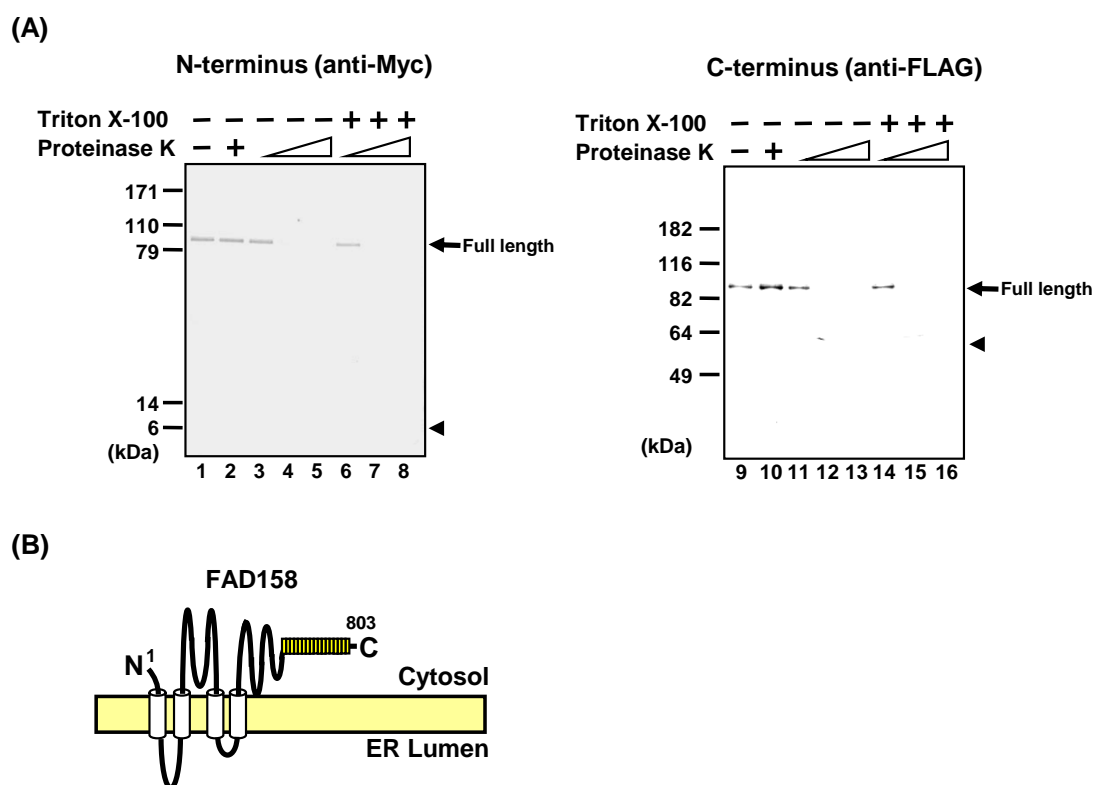 (A)
N-terminus (anti-Myc)
Triton X-100 – – – – – + + +
Proteinase K – +
171
110
79
14
6
(kDa)
Full length
1 2 3 4 5 6 7 8
C-terminus (anti-FLAG)
Triton X-100 – – – – – + + +
Proteinase K – +
182
116
82
64
49
(kDa)
Full length
9 10 11 12 13 14 15 16
(B)
FAD158
803
N1
C
Cytosol
ER Lumen